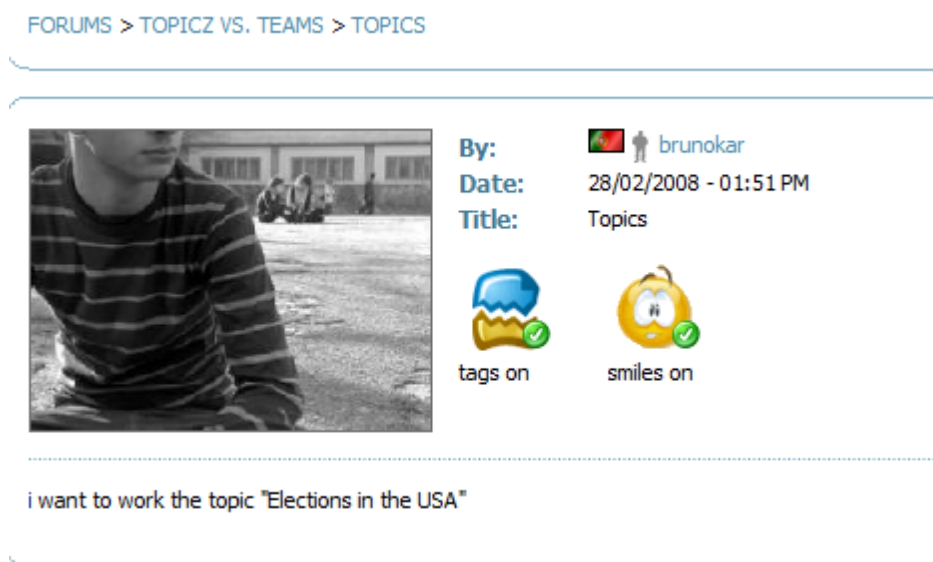 FORUMS > TOPICZ VS. TEAMS > TOPICS
By: brunokar
Date: 28/02/2008 - 01:51 PM
Title: Topics
tags on smiles on
i want to work the topic "Elections in the USA"